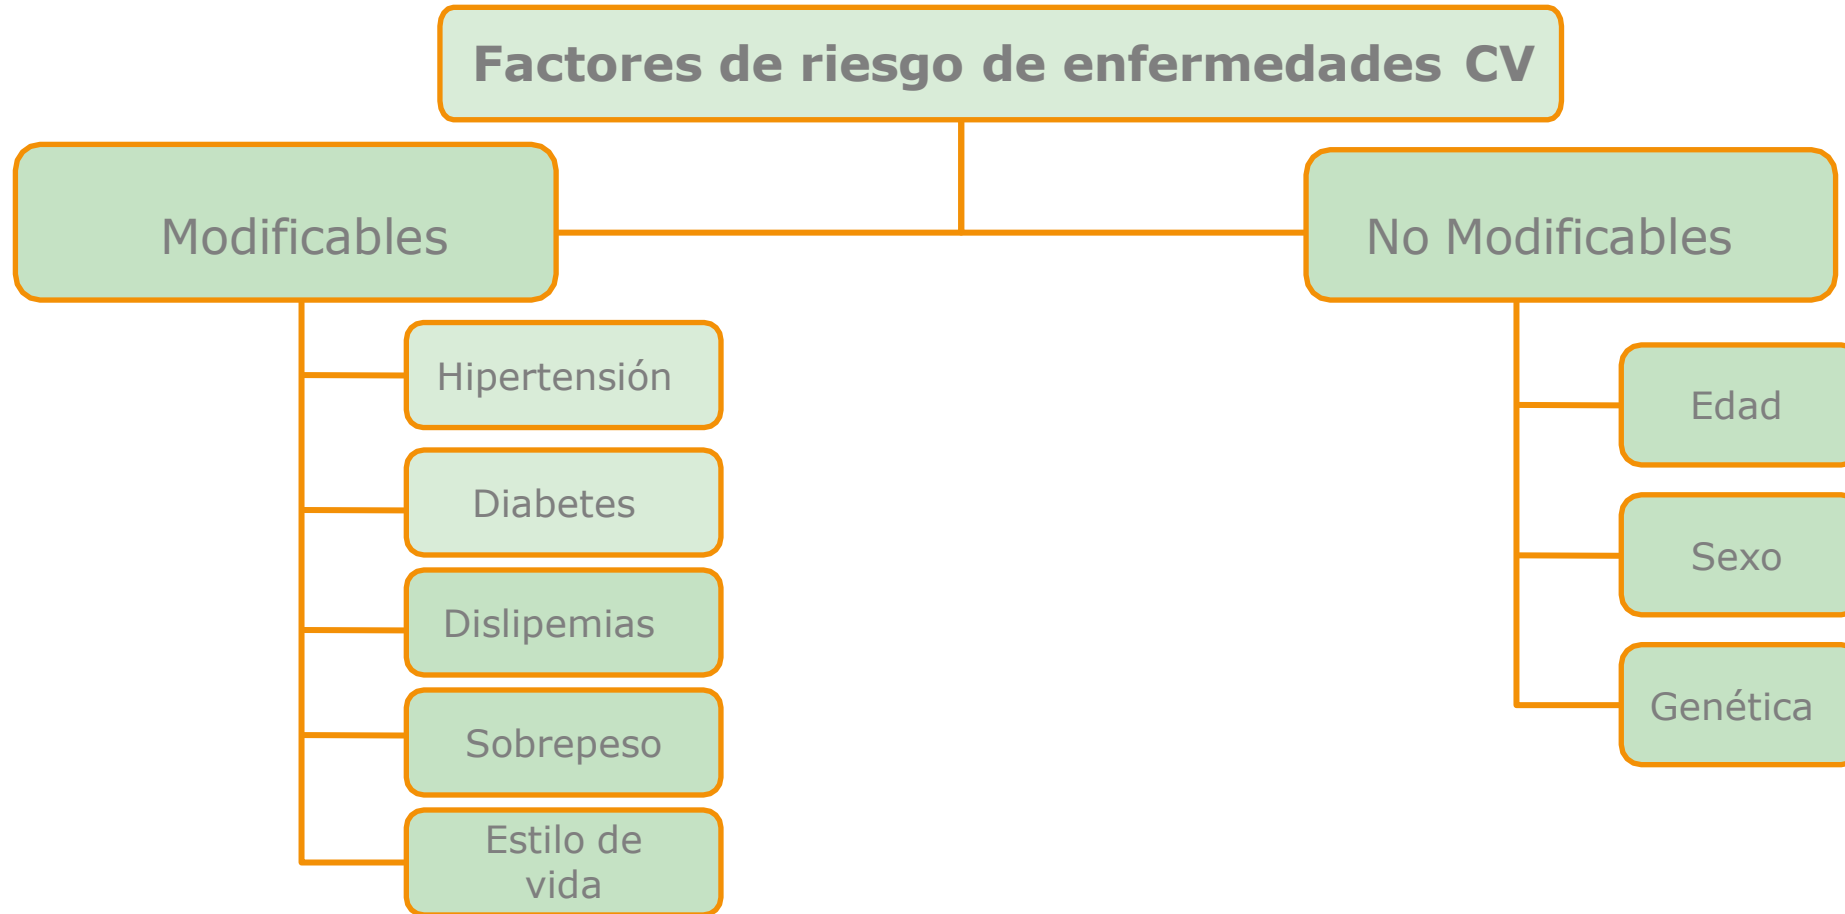 Factores de riesgo de enfermedades CV
Modificables
No Modificables
Hipertensión
Diabetes
Dislipemias
Sobrepeso
Estilo de
vida
Edad
Sexo
Genética